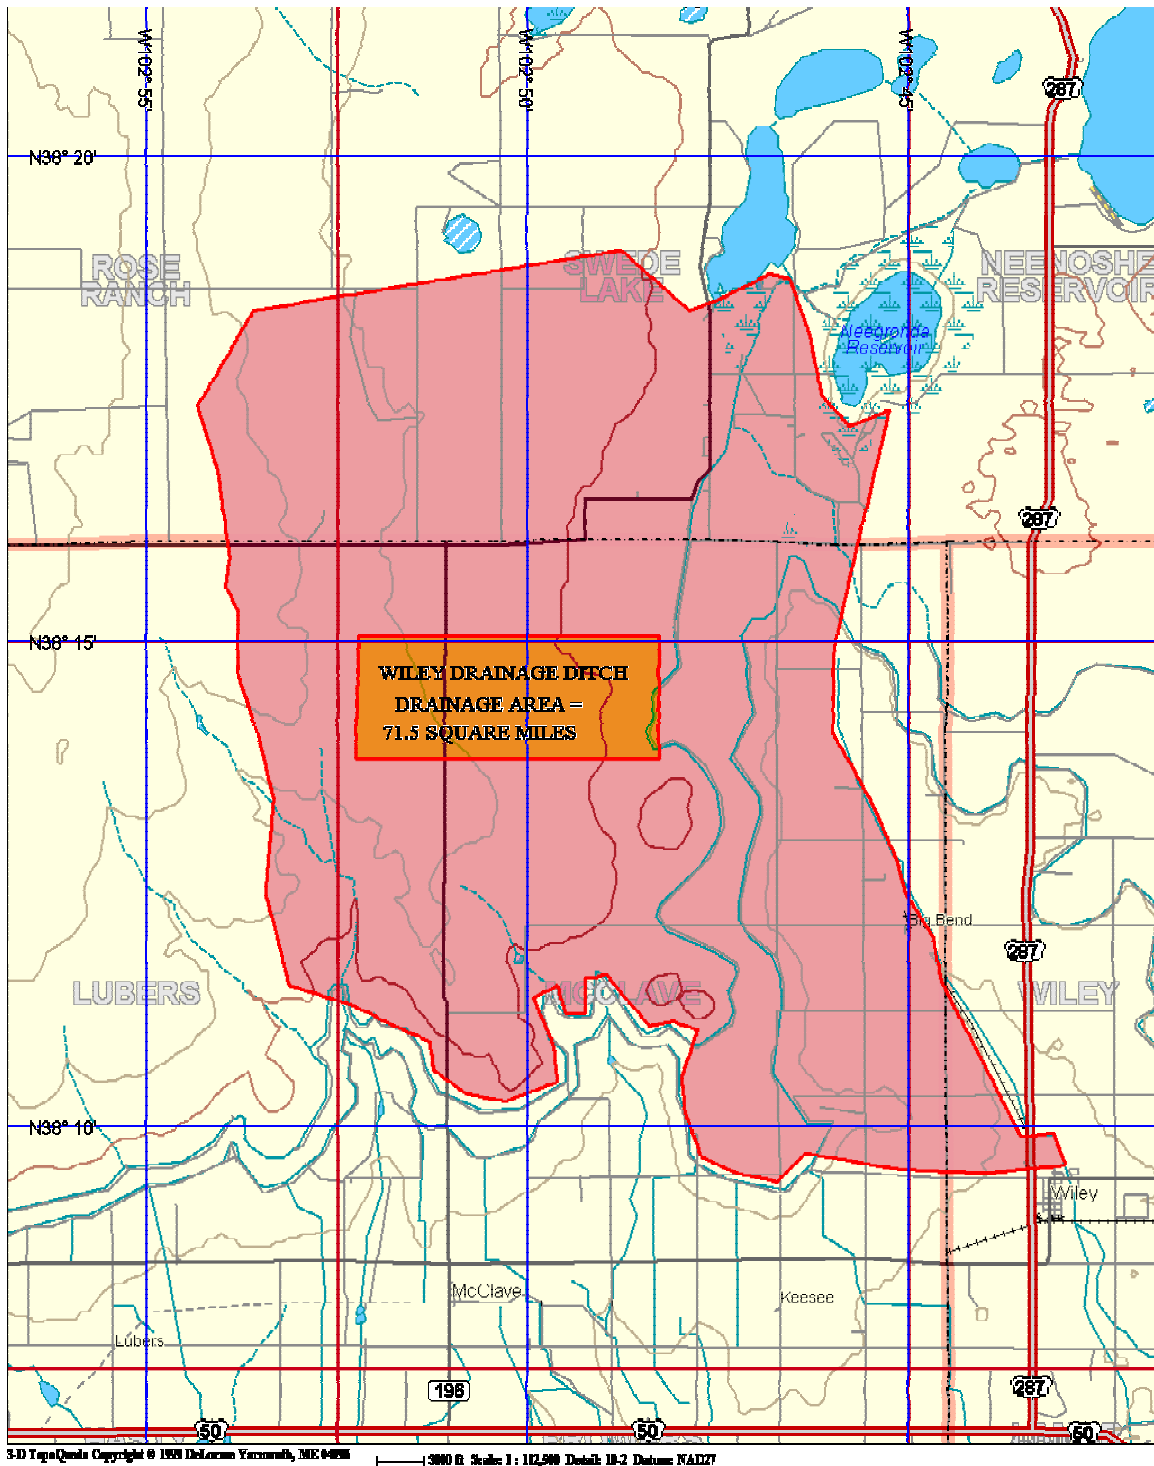 W102° 55'
W102° 50'
W102° 45'
287
N38° 20'
ROSE
RANCH
SWEDE
LAKE
NEENOSHE
RESERVOIR
Neegronda
Reservoir
287
N38° 15'
WILEY DRAINAGE DITCH
DRAINAGE AREA =
71.5 SQUARE MILES
Big Bend
287
LUBERS
MCCLAVE
WILEY
N38° 10'
Wiley
McClave
Keesee
Lubers
196
287
50
50
50
3-D TopoQuads Copyright © 1999 DeLorme Yarmouth, ME 04096
3000 ft Scale: 1 : 112,500 Detail: 10-2 Datum: NAD27